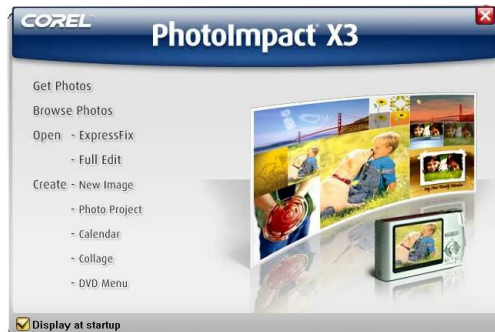 COREL
PhotoImpact X3
Get Photos
Browse Photos
Open - ExpressFix
- Full Edit
Create - New Image
- Photo Project
- Calendar
- Collage
- DVD Menu
Display at startup